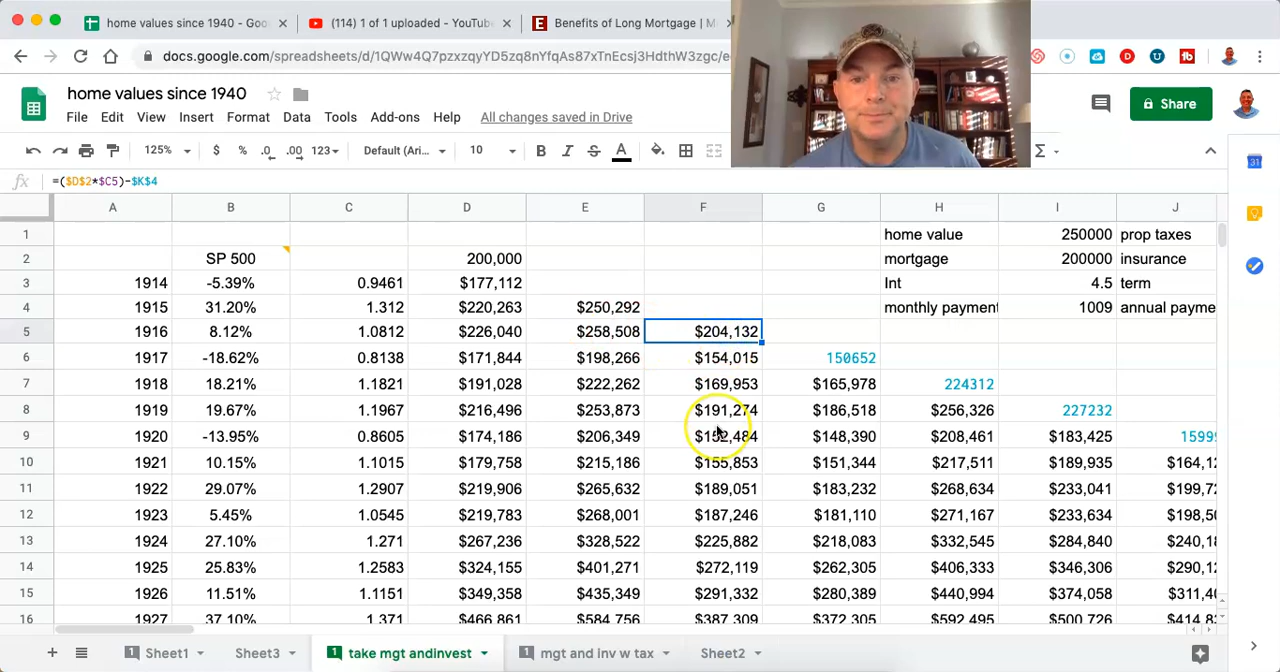 home values since 1940 - Goo
(114) 1 of 1 uploaded - YouTube
Benefits of Long Mortgage | M
docs.google.com/spreadsheets/d/1QWw4Q7pzxzqyYD5zq8nYfqAs87xTnEcsj3HdthW3zgc/e
home values since 1940
File Edit View Insert Format Data Tools Add-ons Help All changes saved in Drive
Share
125% $ % .0 .00 123 Default (Ari... 10 B I S A Σ
fx =($D$2*$C5)-$K$4
A B C D E F G H I J
1 home value 250000 prop taxes
2 SP 500 200,000 mortgage 200000 insurance
3 1914 -5.39% 0.9461 $177,112 Int 4.5 term
4 1915 31.20% 1.312 $220,263 $250,292 monthly payment 1009 annual payme
5 1916 8.12% 1.0812 $226,040 $258,508 $204,132
6 1917 -18.62% 0.8138 $171,844 $198,266 $154,015 150652
7 1918 18.21% 1.1821 $191,028 $222,262 $169,953 $165,978 224312
8 1919 19.67% 1.1967 $216,496 $253,873 $191,274 $186,518 $256,326 227232
9 1920 -13.95% 0.8605 $174,186 $206,349 $152,484 $148,390 $208,461 $183,425 1599
10 1921 10.15% 1.1015 $179,758 $215,186 $155,853 $151,344 $217,511 $189,935 $164,12
11 1922 29.07% 1.2907 $219,906 $265,632 $189,051 $183,232 $268,634 $233,041 $199,72
12 1923 5.45% 1.0545 $219,783 $268,001 $187,246 $181,110 $271,167 $233,634 $198,50
13 1924 27.10% 1.271 $267,236 $328,522 $225,882 $218,083 $332,545 $284,840 $240,18
14 1925 25.83% 1.2583 $324,155 $401,271 $272,119 $262,305 $406,333 $346,306 $290,12
15 1926 11.51% 1.1151 $349,358 $435,349 $291,332 $280,389 $440,994 $374,058 $311,40
16 1927 37.10% 1.371 $466,861 $584,756 $387,309 $372,305 $592,495 $500,726 $414,82
1 Sheet1 Sheet3 1 take mgt andinvest 1 mgt and inv w tax Sheet2